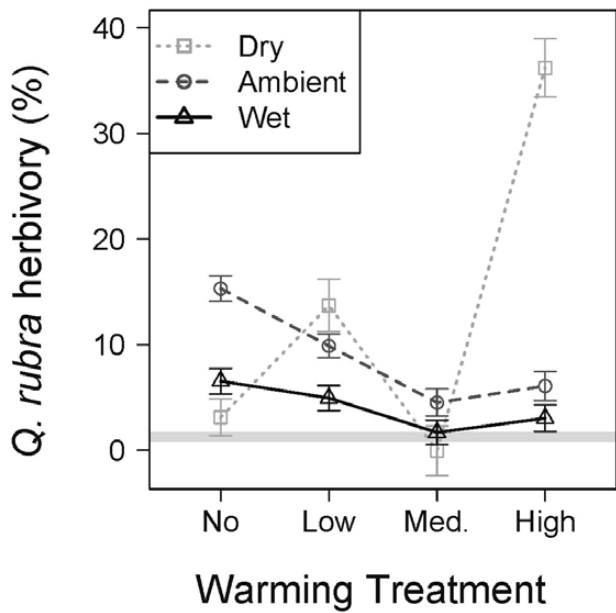 Q. rubra herbivory (%)
40
30
20
10
0
Dry
Ambient
Wet
No Low Med. High
Warming Treatment